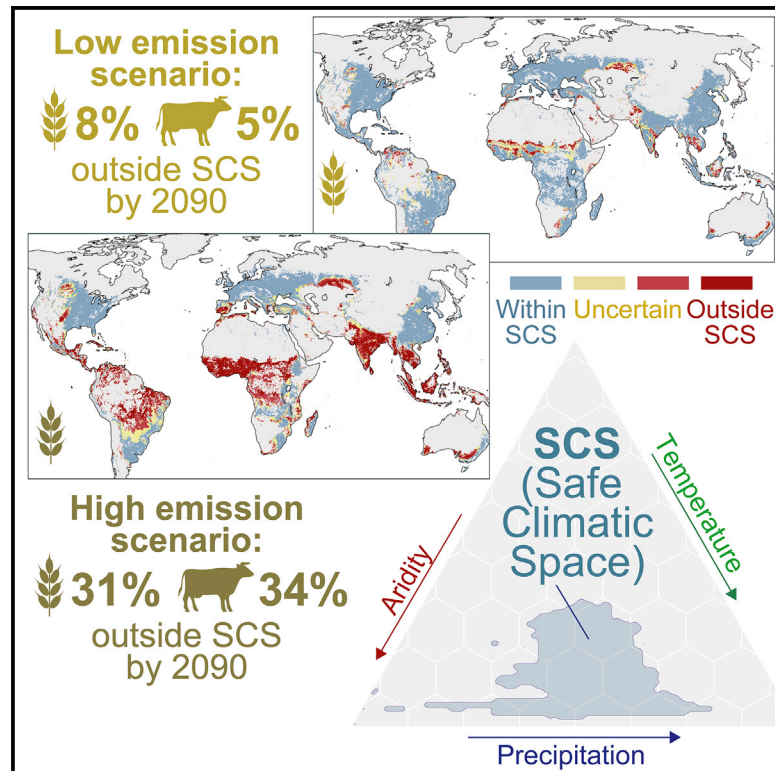 Low emission
scenario:
8% 5%
outside SCS
by 2090
Within
SCS
Uncertain
Outside
SCS
High emission
scenario:
31% 34%
outside SCS
by 2090
SCS
(Safe
Climatic
Space)
Aridity
Temperature
Precipitation